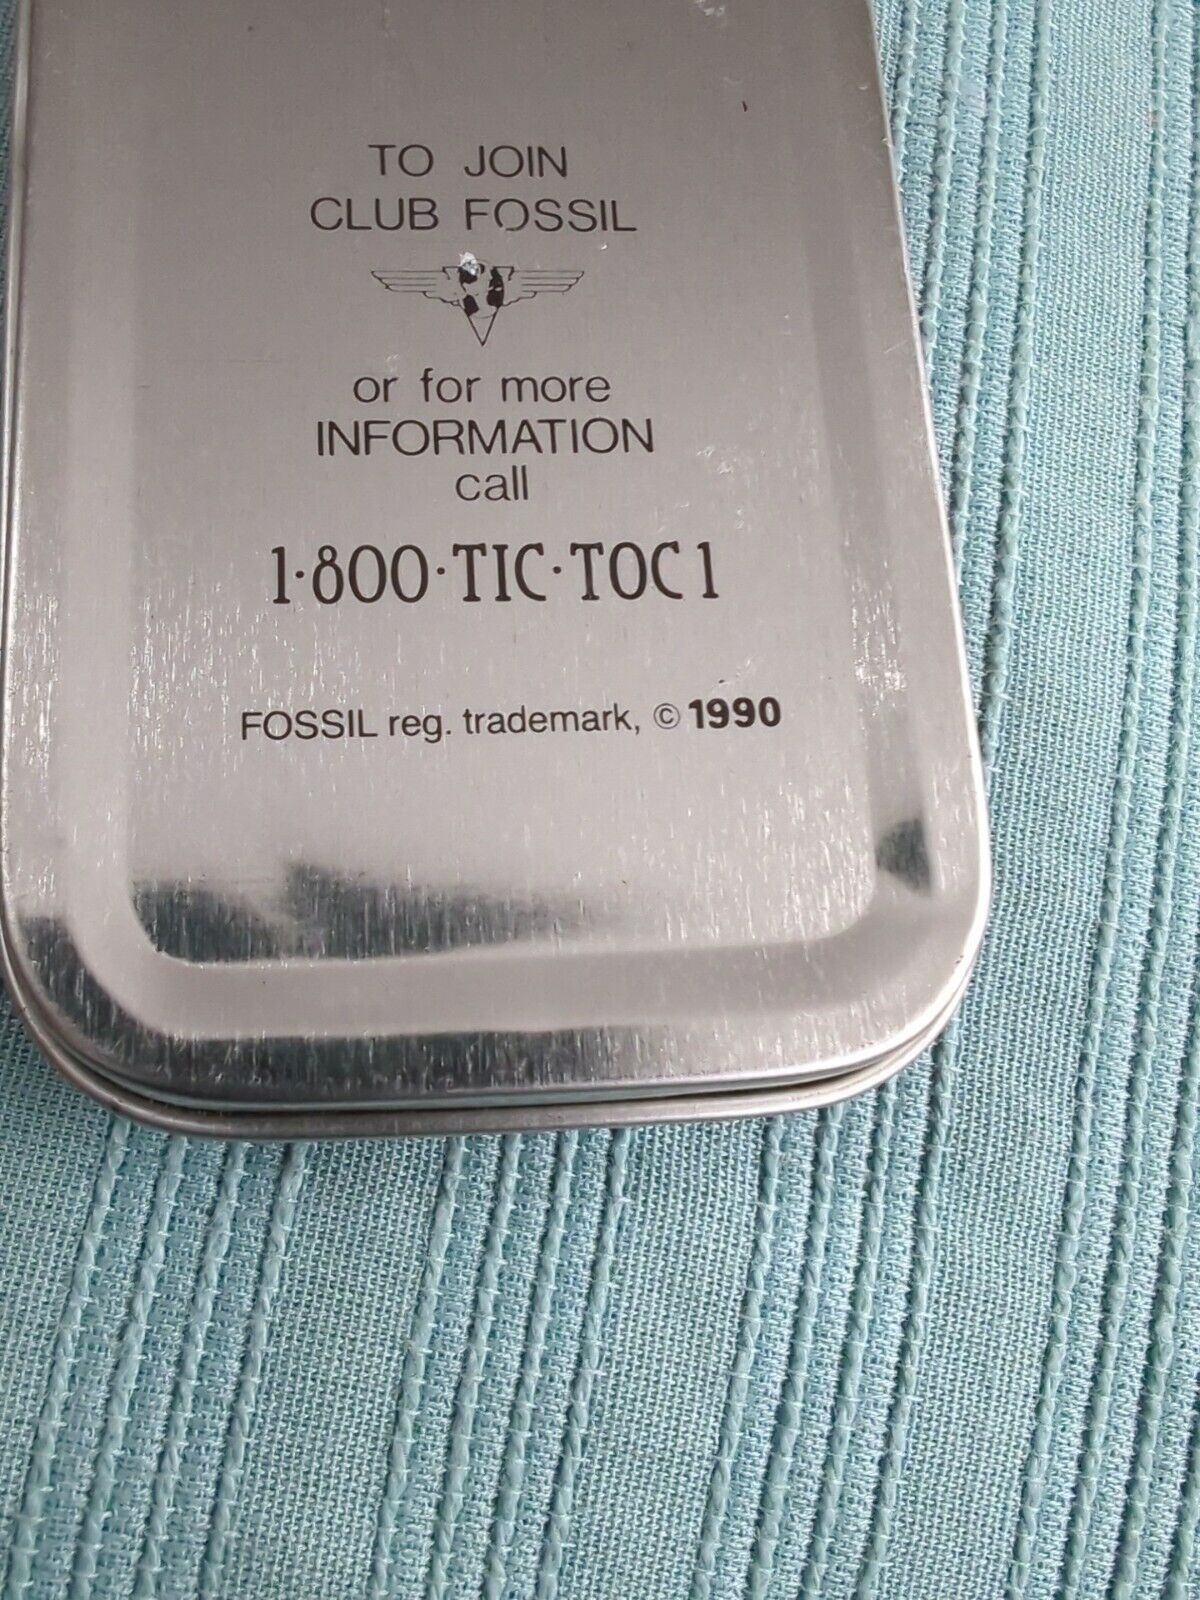 TO JOIN
CLUB FOSSIL
or for more
INFORMATION
call
1·800·TIC·TOC1
FOSSIL reg. trademark, © 1990